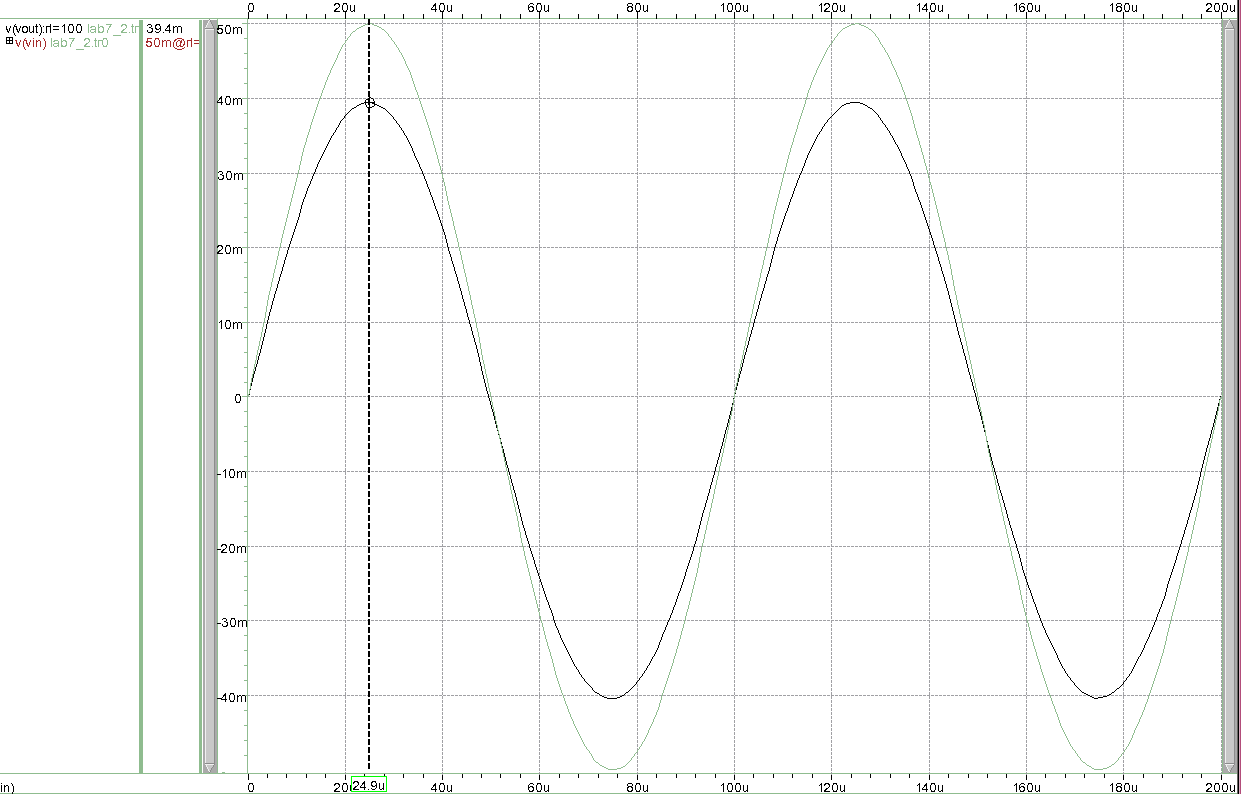 0 20u 40u 60u 80u 100u 120u 140u 160u 180u 200u
v(vout):rl=100 lab7_2.tr 39.4m
v(vin) lab7_2.tr0 50m@rl=
50m
40m
30m
20m
10m
0
-10m
-20m
-30m
-40m
in) 0 20u 24.9u 40u 60u 80u 100u 120u 140u 160u 180u 200u